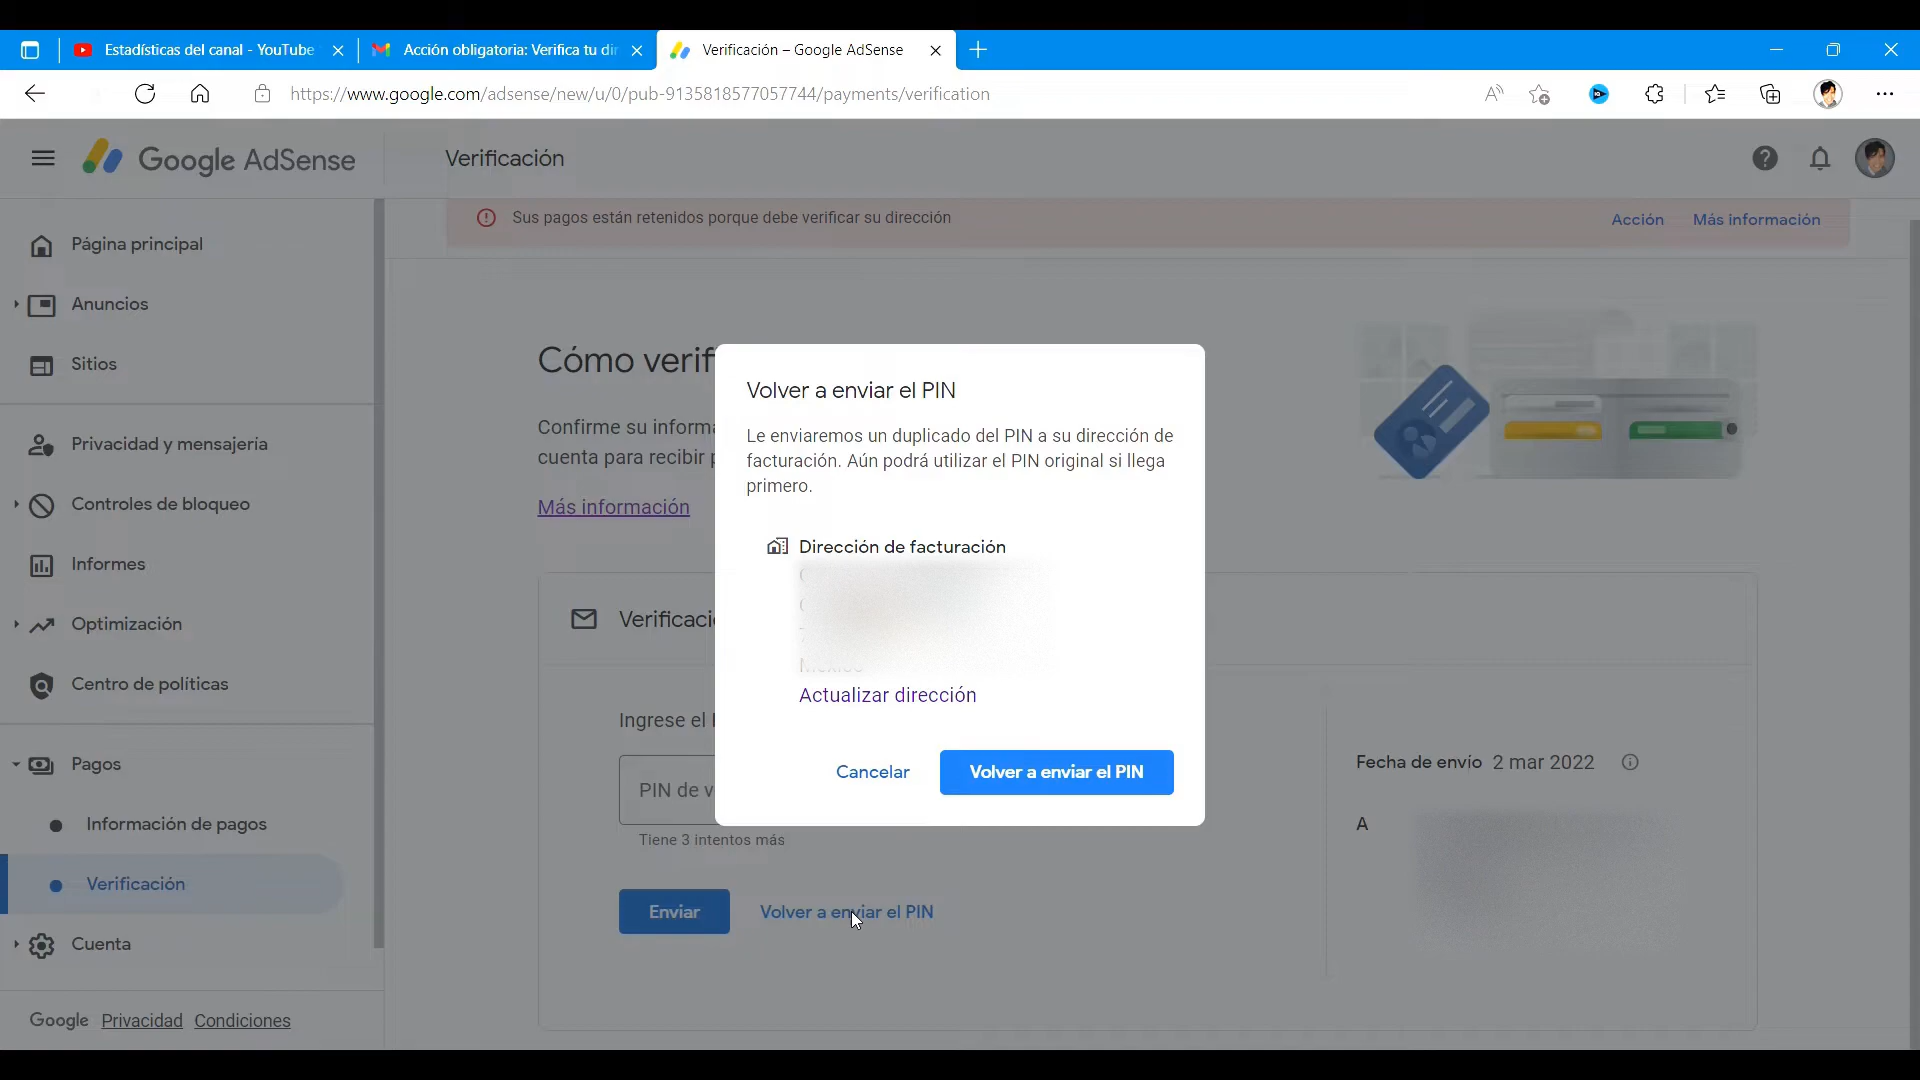 Estadísticas del canal - YouTube
Acción obligatoria: Verifica tu dir
Verificación – Google AdSense
https://www.google.com/adsense/new/u/0/pub-9135818577057744/payments/verification
Google AdSense
Verificación
Sus pagos están retenidos porque debe verificar su dirección
Acción
Más información
Página principal
Anuncios
Sitios
Privacidad y mensajería
Controles de bloqueo
Informes
Optimización
Centro de políticas
Pagos
Información de pagos
Verificación
Cuenta
Google Privacidad Condiciones
Cómo verif
Confirme su informa
cuenta para recibir p
Más información
Verificaci
Ingrese el
PIN de v
Tiene 3 intentos más
Enviar
Volver a enviar el PIN
Fecha de envío 2 mar 2022
A
Volver a enviar el PIN
Le enviaremos un duplicado del PIN a su dirección de
facturación. Aún podrá utilizar el PIN original si llega
primero.
Dirección de facturación
Actualizar dirección
Cancelar
Volver a enviar el PIN